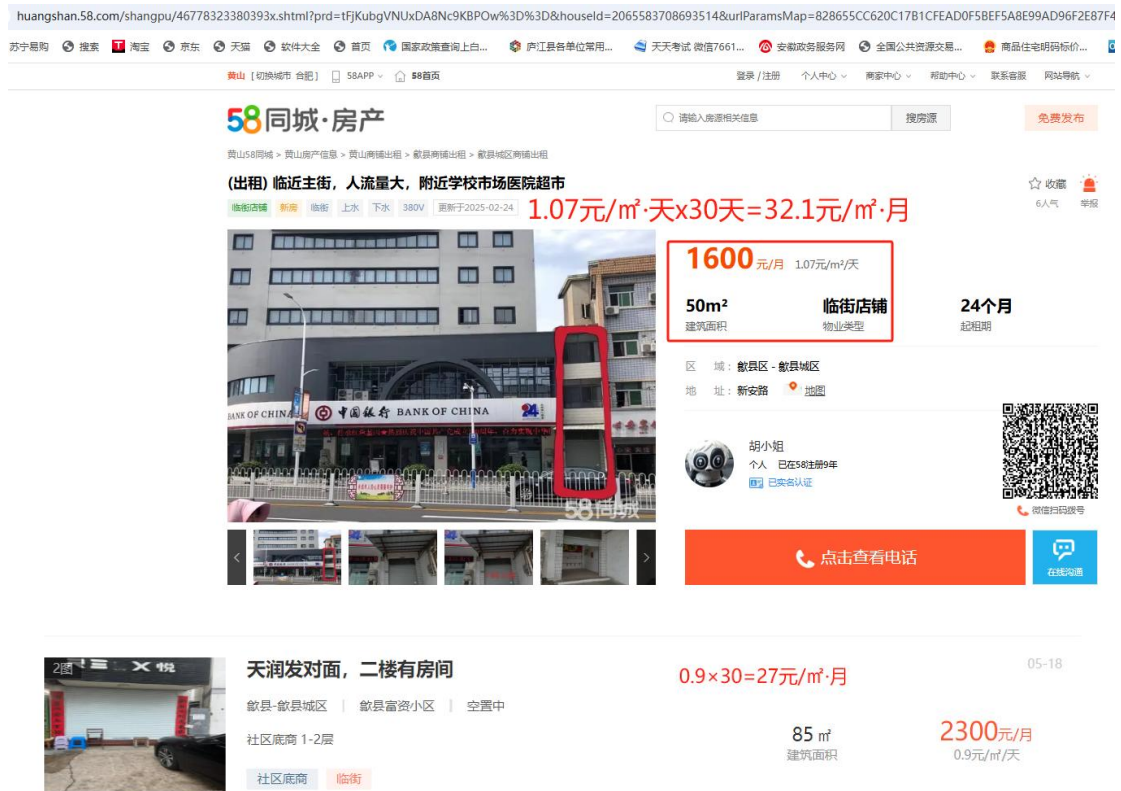 huangshan.58.com/shangpu/46778323380393x.shtml?prd=tFjKubgVNUxDA8Nc9KBPOw%3D%3D&houseId=2065583708693514&urlParamsMap=828655CC620C17B1CFEAD0F5BEF5A8E99AD96F2E87F4
苏宁易购 搜索 淘宝 京东 天猫 软件大全 首页 国家政策查询上白... 庐江县各单位常用... 天天考试 微信7661... 安徽政务服务网 全国公共资源交易... 商品住宅明码标价...
黄山 [切换城市 合肥] 58APP 58首页 登录 / 注册 个人中心 商家中心 帮助中心 联系客服 网站导航
58同城·房产 请输入房源相关信息 搜房源 免费发布
黄山58同城 > 黄山房产信息 > 黄山商铺出租 > 歙县商铺出租 > 歙县城区商铺出租
(出租) 临近主街，人流量大，附近学校市场医院超市 收藏
临街店铺 新房 临街 上水 下水 380V 更新于2025-02-24 6人气 举报
1.07元/㎡·天x30天=32.1元/㎡·月
1600 元/月 1.07元/m²/天
50m² 临街店铺 24个月
建筑面积 物业类型 起租期
区 域：歙县区 - 歙县城区
地 址：新安路 地图
BANK OF CHINA 中国银行 BANK OF CHINA 24
胡小姐
个人 已在58注册9年
已实名认证
58同城
微信扫码拨号
点击查看电话
在线沟通
2图
天润发对面，二楼有房间 05-18
0.9×30=27元/㎡·月
歙县-歙县城区 | 歙县富资小区 | 空置中
85 ㎡ 2300元/月
社区底商 1-2层
建筑面积 0.9元/㎡/天
社区底商 临街